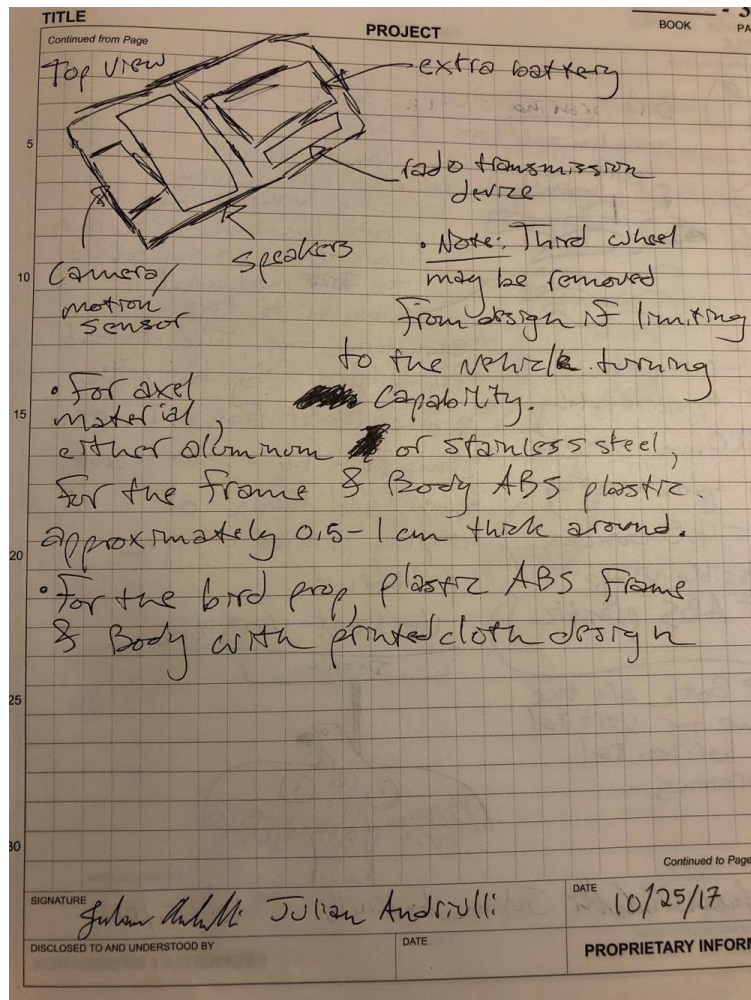 TITLE
PROJECT
BOOK
- 3
PA
Continued from Page
Top View
extra battery
5
rado transmission
device
Speakers
Camera/
motion
sensor
10
• Note: Third wheel
may be removed
from design if limiting
to the vehicle turning
capability.
• For axel
material,
15
either aluminum or stainless steel,
For the frame & Body ABS plastic.
approximately 0.5-1 cm thick around.
20
• For the bird prop, plastic ABS Frame
& Body with printed cloth design
25
30
Continued to Page
SIGNATURE
Julian Andriulli
DATE
10/25/17
DISCLOSED TO AND UNDERSTOOD BY
DATE
PROPRIETARY INFORM